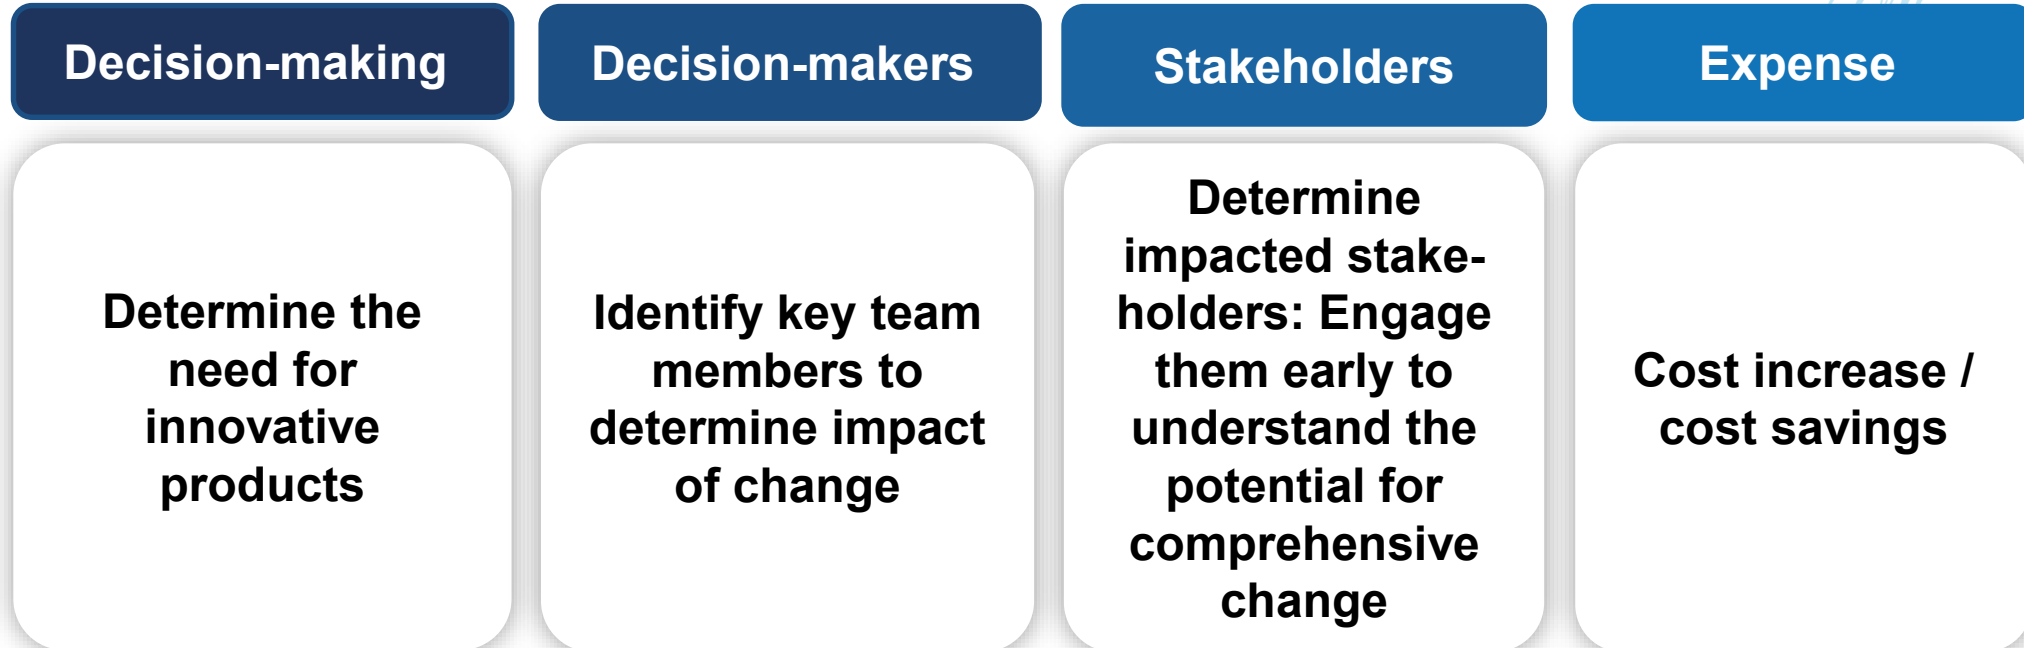 Decision-making
Decision-makers
Stakeholders
Expense
Determine the
need for
innovative
products
Identify key team
members to
determine impact
of change
Determine
impacted stake-
holders: Engage
them early to
understand the
potential for
comprehensive
change
Cost increase /
cost savings